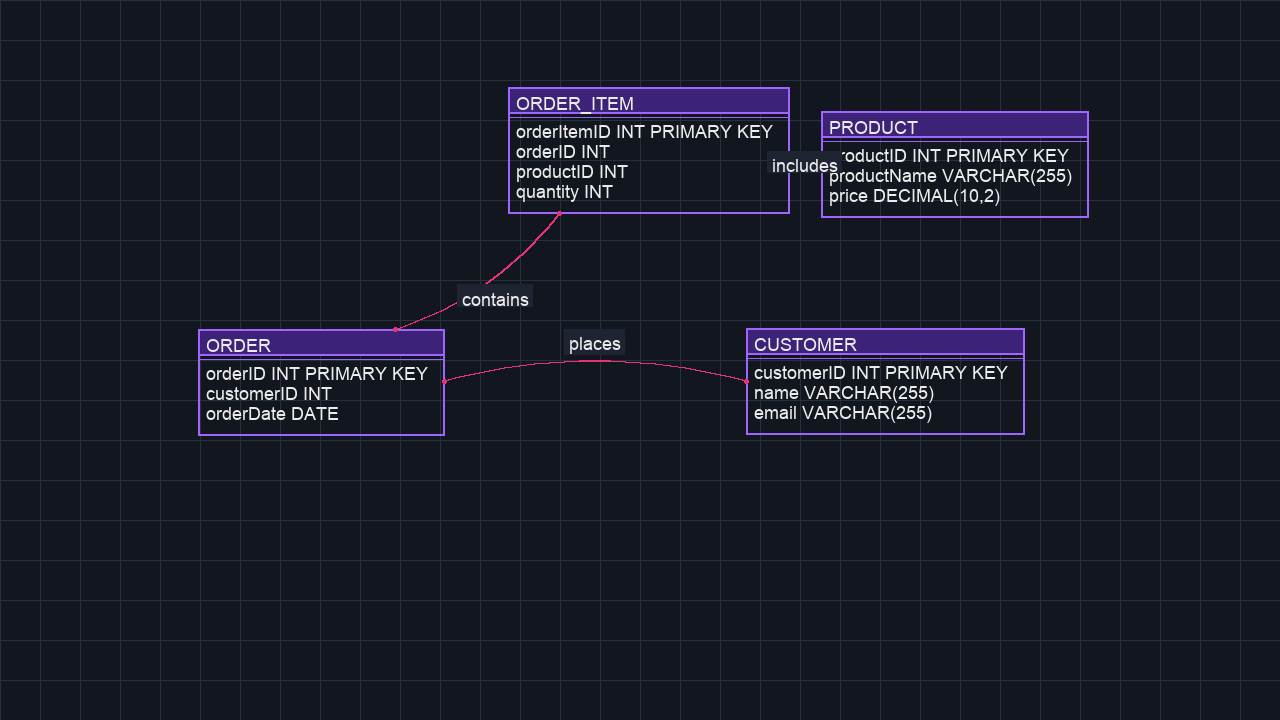 ORDER_ITEM
orderItemID INT PRIMARY KEY
orderID INT
productID INT
quantity INT
includes
PRODUCT
productID INT PRIMARY KEY
productName VARCHAR(255)
price DECIMAL(10,2)
contains
ORDER
orderID INT PRIMARY KEY
customerID INT
orderDate DATE
places
CUSTOMER
customerID INT PRIMARY KEY
name VARCHAR(255)
email VARCHAR(255)